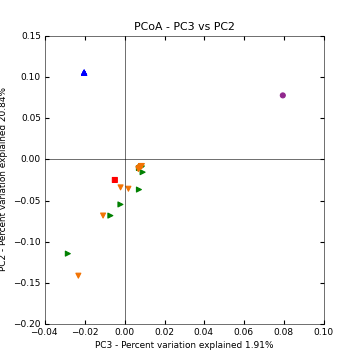 PCoA - PC3 vs PC2
0.15
0.10
0.05
0.00
−0.05
−0.10
−0.15
−0.20
PC2 - Percent variation explained 20.84%
−0.04 −0.02 0.00 0.02 0.04 0.06 0.08 0.10
PC3 - Percent variation explained 1.91%